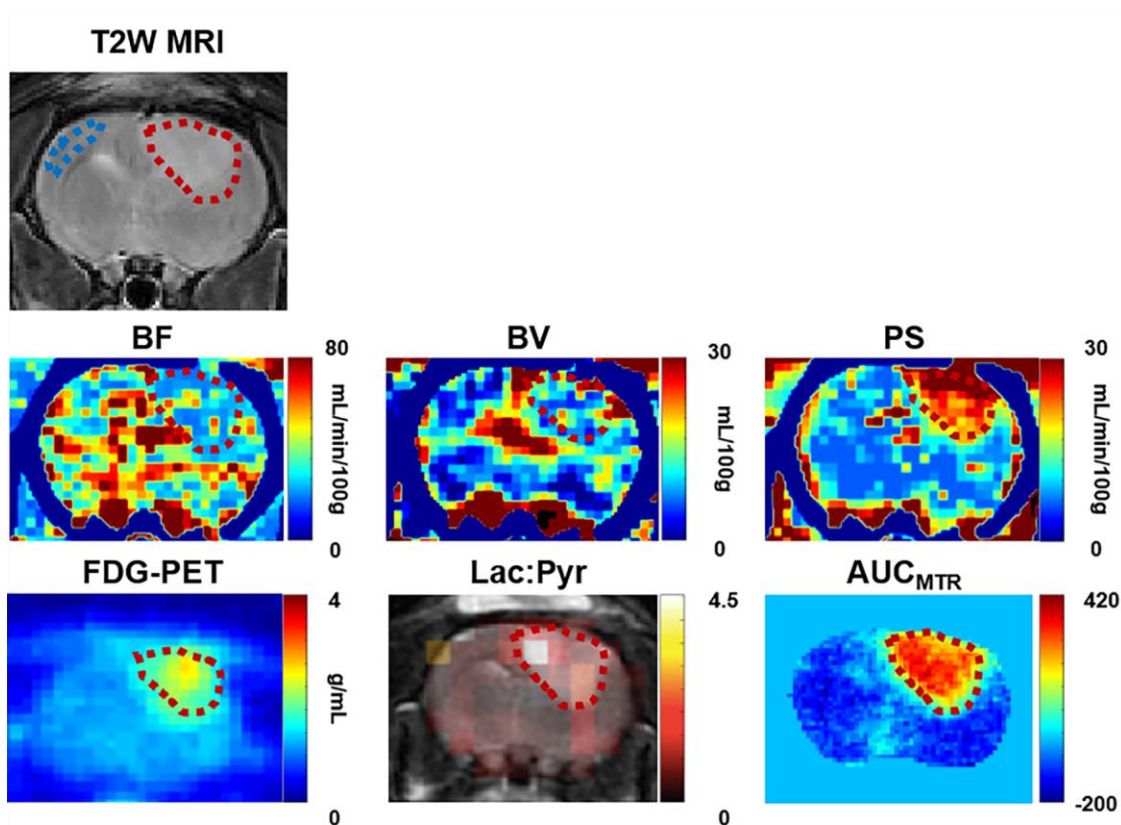 T2W MRI
BF
80
mL/min/100g
0
BV
30
mL/100g
0
PS
30
mL/min/100g
0
FDG-PET
4
g/mL
0
Lac:Pyr
4.5
0
AUCMTR
420
-200